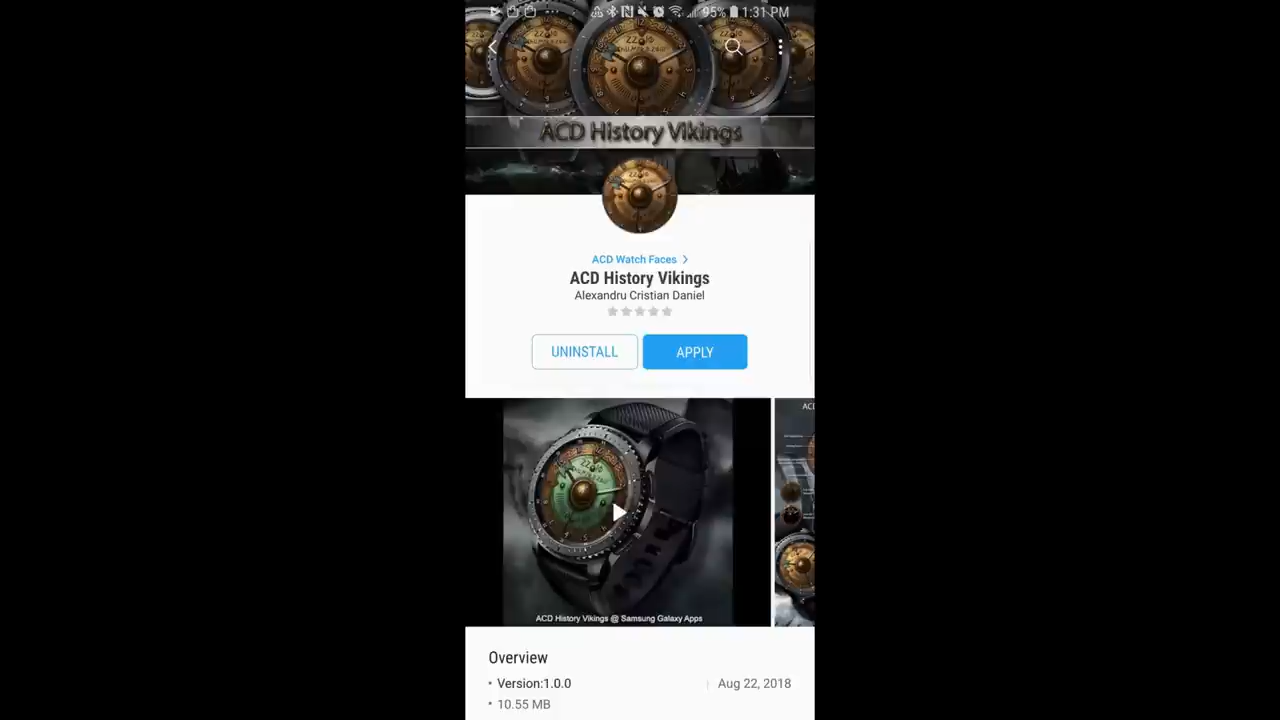 95% 1:31 PM
ACD History Vikings
ACD Watch Faces
ACD History Vikings
Alexandru Cristian Daniel
UNINSTALL
APPLY
ACD History Vikings @ Samsung Galaxy Apps
Overview
• Version:1.0.0
Aug 22, 2018
• 10.55 MB